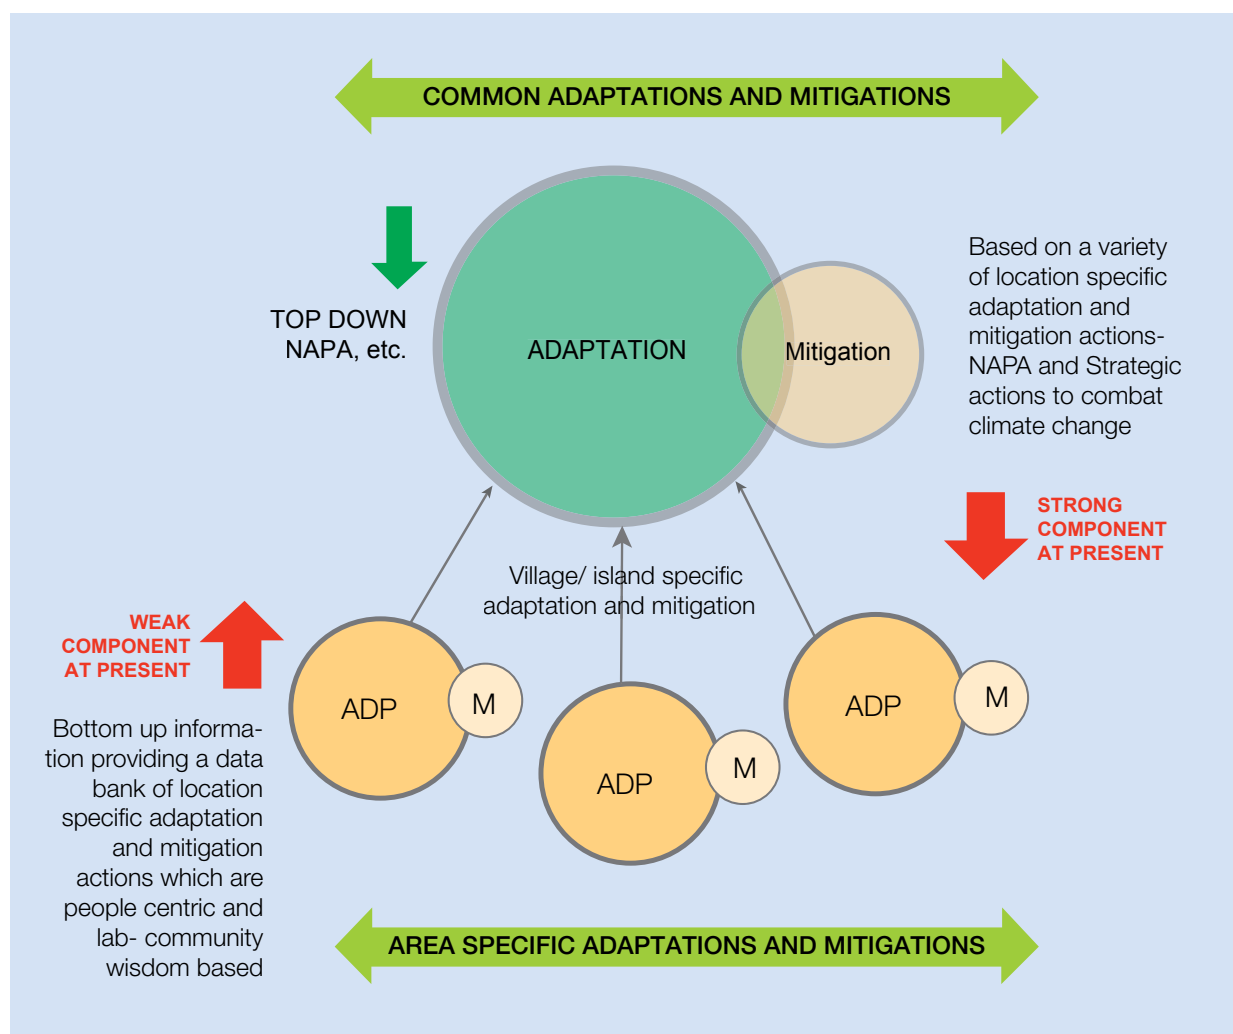 COMMON ADAPTATIONS AND MITIGATIONS
TOP DOWN
NAPA, etc.
ADAPTATION
Mitigation
Based on a variety
of location specific
adaptation and
mitigation actions-
NAPA and Strategic
actions to combat
climate change
STRONG
COMPONENT
AT PRESENT
Village/ island specific
adaptation and mitigation
WEAK
COMPONENT
AT PRESENT
ADP
M
ADP
M
ADP
M
Bottom up informa-
tion providing a data
bank of location
specific adaptation
and mitigation
actions which are
people centric and
lab- community
wisdom based
AREA SPECIFIC ADAPTATIONS AND MITIGATIONS